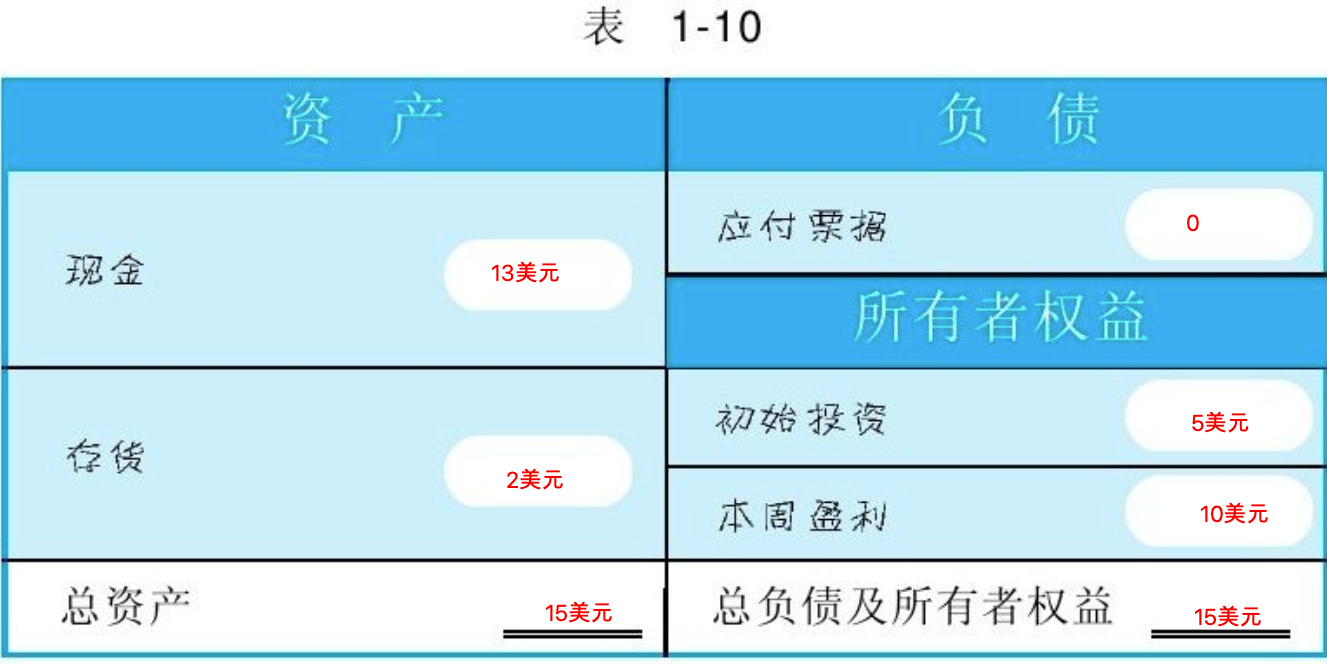 表 1-10
资产
负债
现金
13美元
应付票据
0
所有者权益
存货
2美元
初始投资
5美元
本周盈利
10美元
总资产
15美元
总负债及所有者权益
15美元